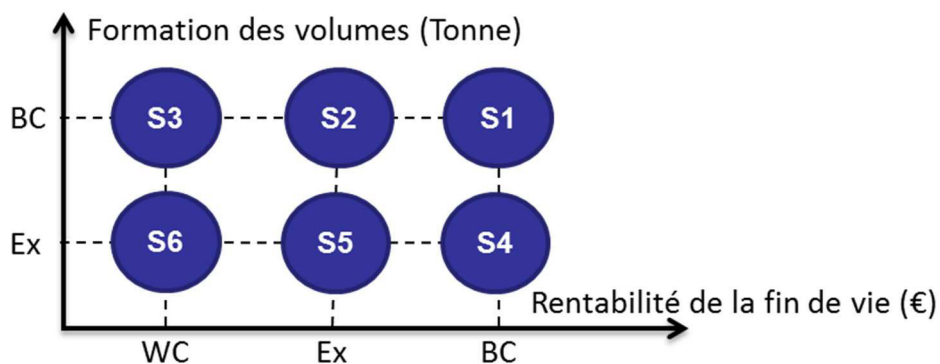 Formation des volumes (Tonne)
BC S3 S2 S1
Ex S6 S5 S4
Rentabilité de la fin de vie (€)
WC Ex BC